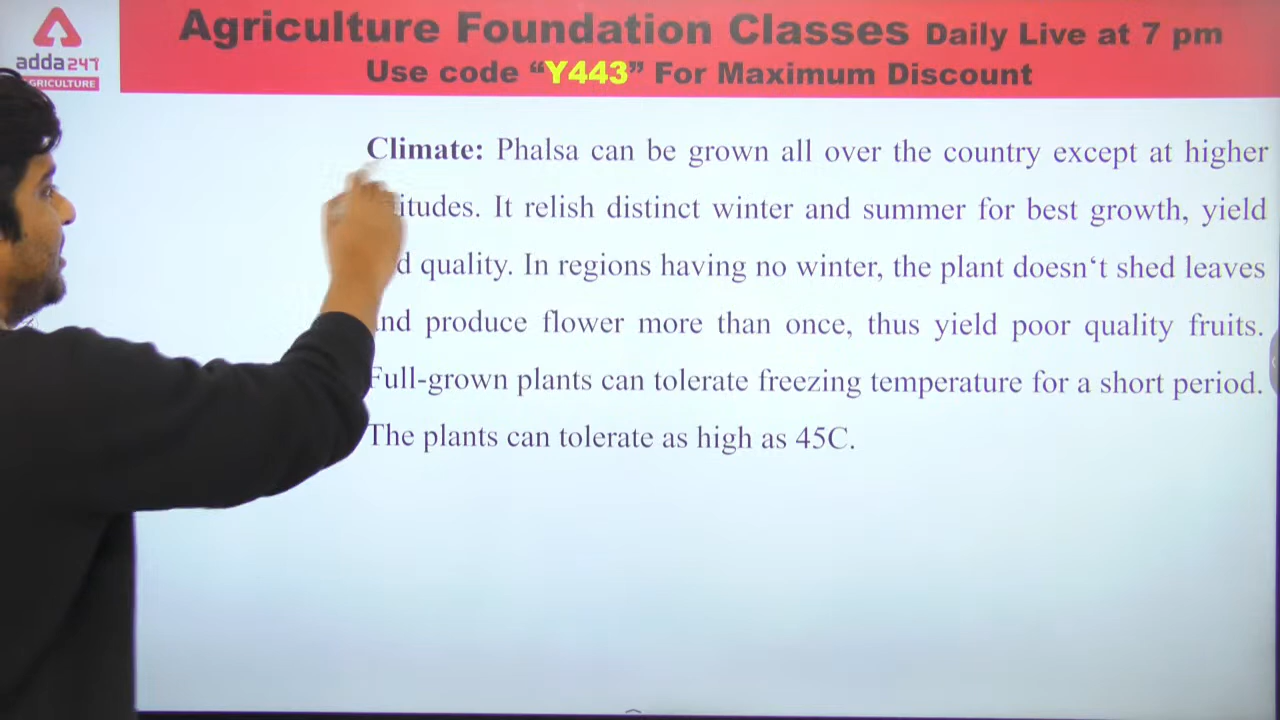 Agriculture Foundation Classes Daily Live at 7 pm
Use code “Y443” For Maximum Discount
adda247
GRICULTURE
Climate: Phalsa can be grown all over the country except at higher
It relish distinct winter and summer for best growth, yield
quality. In regions having no winter, the plant doesn‘t shed leaves
and produce flower more than once, thus yield poor quality fruits.
Full-grown plants can tolerate freezing temperature for a short period.
The plants can tolerate as high as 45C.